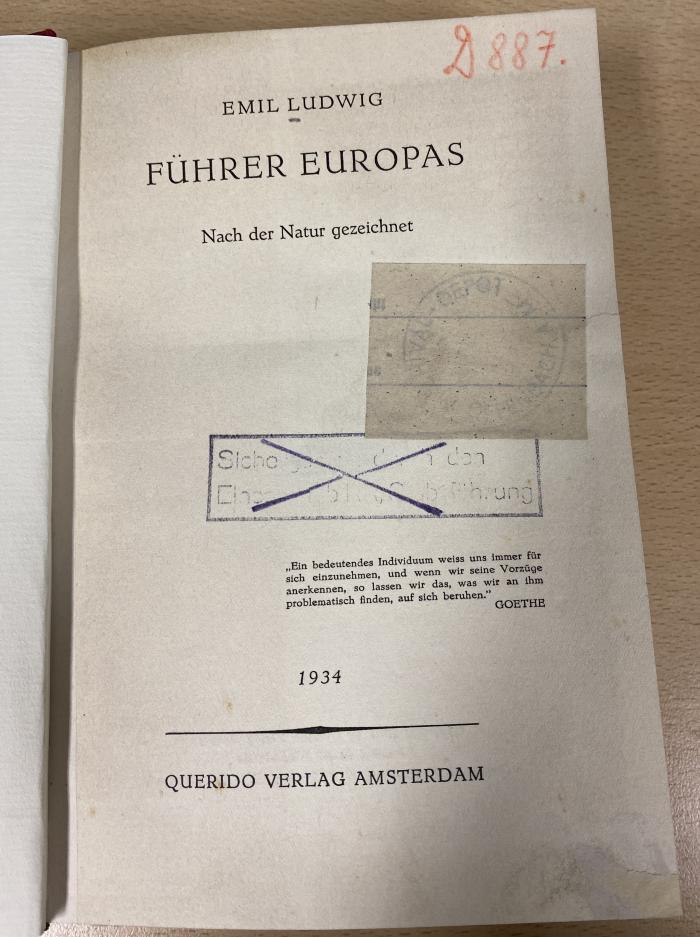 D 887.
EMIL LUDWIG
FÜHRER EUROPAS
Nach der Natur gezeichnet
DEPOT
den
„Ein bedeutendes Individuum weiss uns immer für
sich einzunehmen, und wenn wir seine Vorzüge
anerkennen, so lassen wir das, was wir an ihm
problematisch finden, auf sich beruhen.”
GOETHE
1934
QUERIDO VERLAG AMSTERDAM